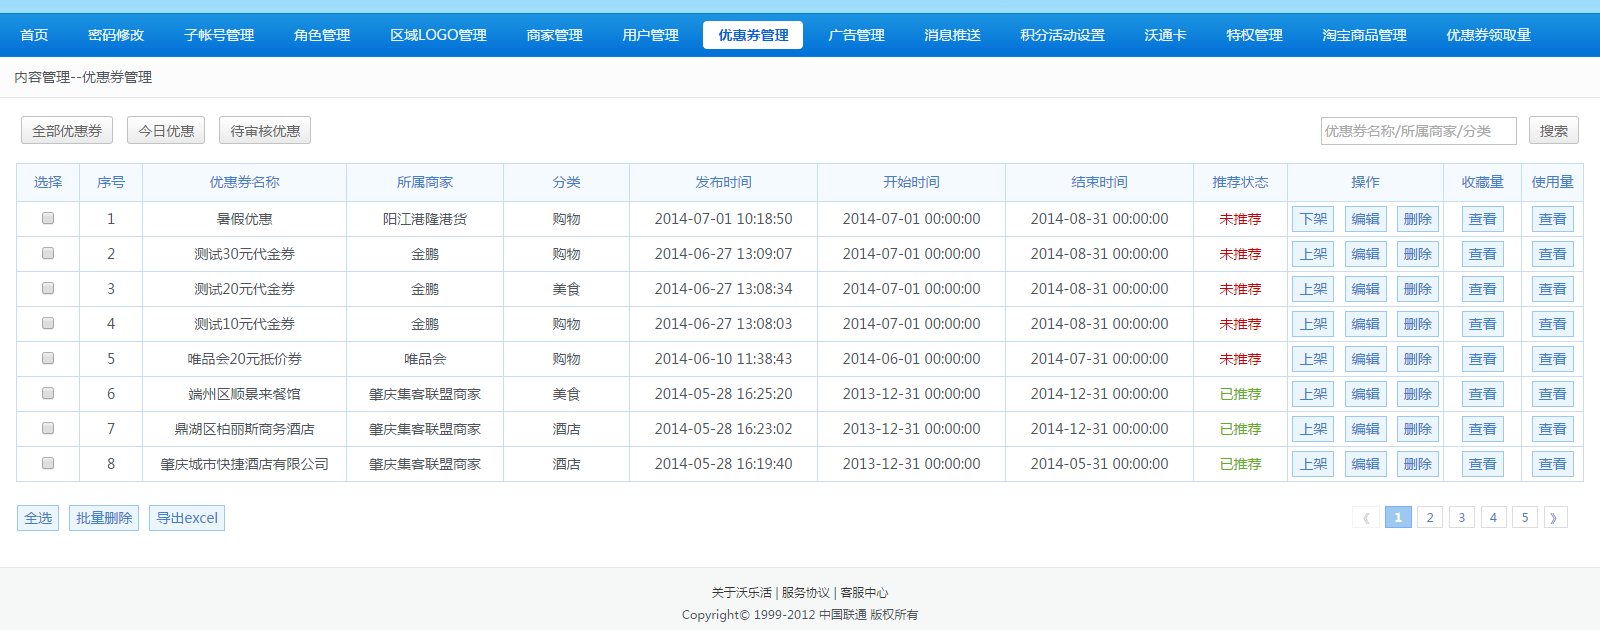 首页 密码修改 子帐号管理 角色管理 区域LOGO管理 商家管理 用户管理 优惠券管理 广告管理 消息推送 积分活动设置 沃通卡 特权管理 淘宝商品管理 优惠券领取量
内容管理--优惠券管理
全部优惠券 今日优惠 待审核优惠 优惠券名称/所属商家/分类 搜索
选择 序号 优惠券名称 所属商家 分类 发布时间 开始时间 结束时间 推荐状态 操作 收藏量 使用量
1 暑假优惠 阳江港隆港货 购物 2014-07-01 10:18:50 2014-07-01 00:00:00 2014-08-31 00:00:00 未推荐 下架 编辑 删除 查看 查看
2 测试30元代金券 金鹏 购物 2014-06-27 13:09:07 2014-07-01 00:00:00 2014-08-31 00:00:00 未推荐 上架 编辑 删除 查看 查看
3 测试20元代金券 金鹏 美食 2014-06-27 13:08:34 2014-07-01 00:00:00 2014-08-31 00:00:00 未推荐 上架 编辑 删除 查看 查看
4 测试10元代金券 金鹏 购物 2014-06-27 13:08:03 2014-07-01 00:00:00 2014-08-31 00:00:00 未推荐 上架 编辑 删除 查看 查看
5 唯品会20元抵价券 唯品会 购物 2014-06-10 11:38:43 2014-06-01 00:00:00 2014-07-31 00:00:00 未推荐 上架 编辑 删除 查看 查看
6 端州区顺景来餐馆 肇庆集客联盟商家 美食 2014-05-28 16:25:20 2013-12-31 00:00:00 2014-12-31 00:00:00 已推荐 上架 编辑 删除 查看 查看
7 鼎湖区柏丽斯商务酒店 肇庆集客联盟商家 酒店 2014-05-28 16:23:02 2013-12-31 00:00:00 2014-12-31 00:00:00 已推荐 上架 编辑 删除 查看 查看
8 肇庆城市快捷酒店有限公司 肇庆集客联盟商家 酒店 2014-05-28 16:19:40 2013-12-31 00:00:00 2014-05-31 00:00:00 已推荐 上架 编辑 删除 查看 查看
全选 批量删除 导出excel 《 1 2 3 4 5 》
关于沃乐活 | 服务协议 | 客服中心
Copyright© 1999-2012 中国联通 版权所有